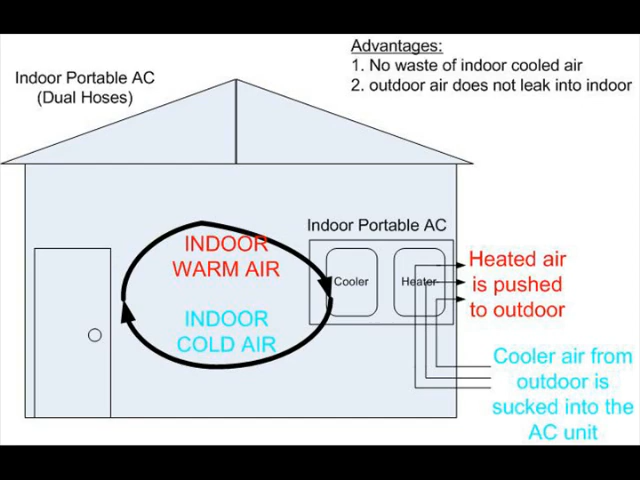 Indoor Portable AC
(Dual Hoses)
Advantages:
1. No waste of indoor cooled air
2. outdoor air does not leak into indoor
Indoor Portable AC
INDOOR
WARM AIR
Cooler
Heater
Heated air
is pushed
to outdoor
INDOOR
COLD AIR
Cooler air from
outdoor is
sucked into the
AC unit